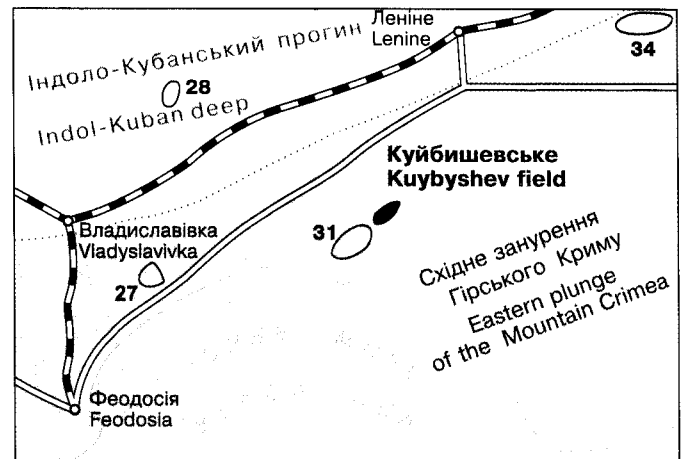 Леніне
Lenine
34
Індоло-Кубанський прогин
28
Indol-Kuban deep
Куйбишевське
Kuybyshev field
Владиславівка
Vladyslavivka
31
27
Східне занурення
Гірського Криму
Eastern plunge
of the Mountain Crimea
Феодосія
Feodosia